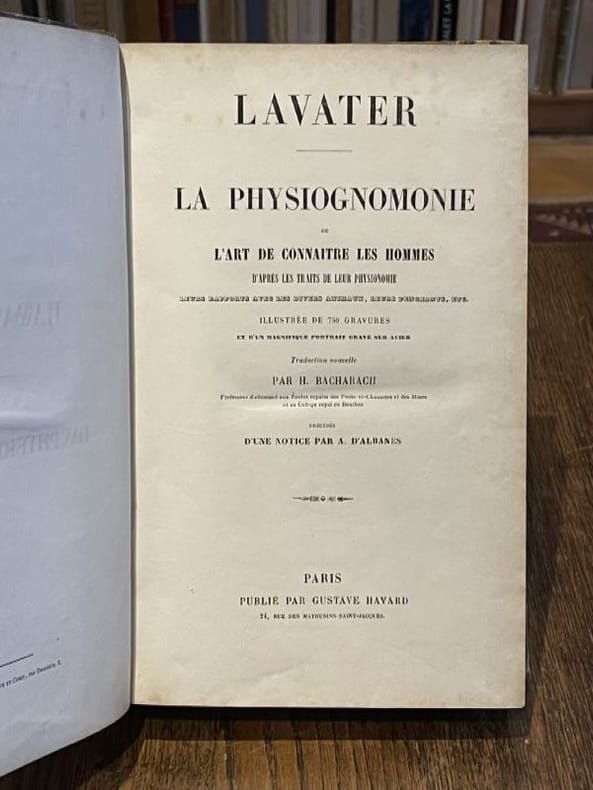 LAVATER
LA PHYSIOGNOMONIE
OU
L'ART DE CONNAITRE LES HOMMES
D'APRÈS LES TRAITS DE LEUR PHYSIONOMIE
LEURS RAPPORTS AVEC LES DIVERS ANIMAUX, LEURS PENCHANTS, ETC.
ILLUSTRÉE DE 750 GRAVURES
ET D'UN MAGNIFIQUE PORTRAIT GRAVÉ SUR ACIER
Traduction nouvelle
PAR H. BACHARACH
Professeur d'allemand aux Écoles royales des Ponts-et-Chaussées et des Mines
et au Collége royal de Bourbon
PRÉCÉDÉE
D'UNE NOTICE PAR A. D'ALBANÈS
PARIS
PUBLIÉ PAR GUSTAVE HAVARD
24, RUE DES MATHURINS-SAINT-JACQUES.